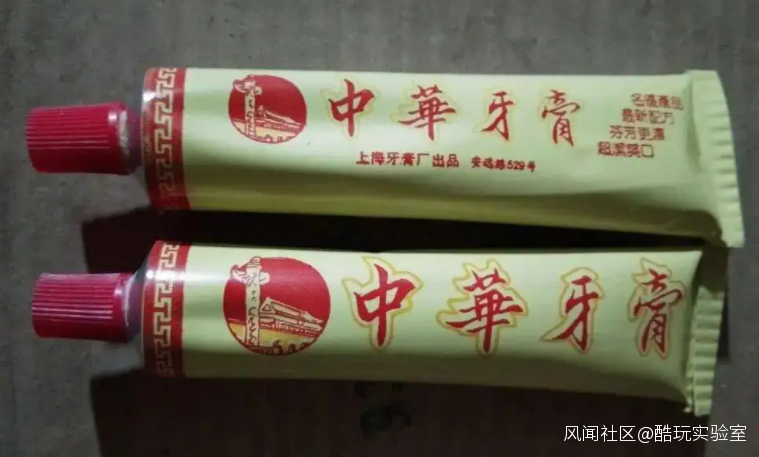 中華牙膏
上海牙膏厂出品 安远路529号
名優產品
最新配方
芬芳更濃
超潔爽口
中華牙膏
风闻社区@酷玩实验室